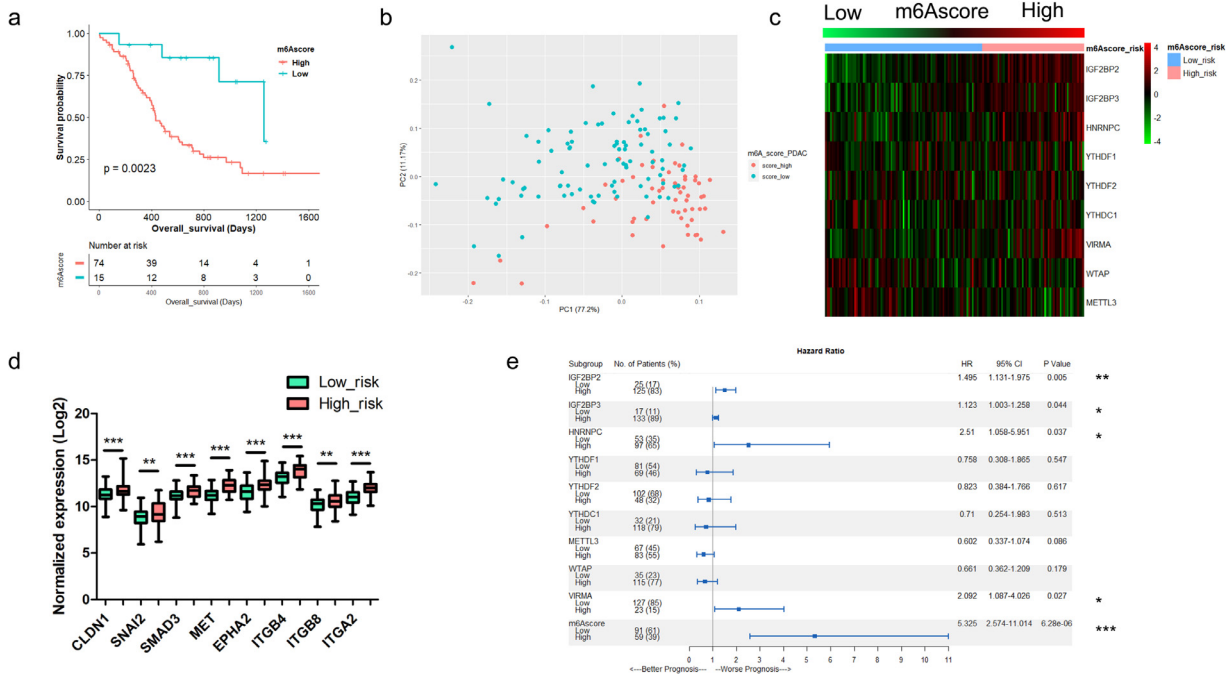 a
1.00
0.75
0.50
0.25
0.00
Survival probability
p = 0.0023
m6Ascore
High
Low
0 400 800 1200 1600
Overall_survival (Days)
Number at risk
m6Ascore
74 39 14 4 1
15 12 8 3 0
0 400 800 1200 1600
Overall_survival (Days)
b
0.2
0.1
0.0
-0.1
-0.2
PC2 (11.17%)
-0.2 -0.1 0.0 0.1
PC1 (77.2%)
m6A_score_PDAC
score_high
score_low
c
Low m6Ascore High
m6Ascore_risk
IGF2BP2
IGF2BP3
HNRNPC
YTHDF1
YTHDF2
YTHDC1
VIRMA
WTAP
METTL3
4
2
0
-2
-4
m6Ascore_risk
Low_risk
High_risk
d
Low_risk
High_risk
Normalized expression (Log2)
20
15
10
5
0
*** ** *** *** *** *** ** ***
CLDN1
SNAI2
SMAD3
MET
EPHA2
ITGB4
ITGB8
ITGA2
e
Hazard Ratio
Subgroup No. of Patients (%) HR 95% CI P Value
IGF2BP2 1.495 1.131-1.975 0.005 **
Low 25 (17)
High 125 (83)
IGF2BP3 1.123 1.003-1.258 0.044 *
Low 17 (11)
High 133 (89)
HNRNPC 2.51 1.058-5.951 0.037 *
Low 53 (35)
High 97 (65)
YTHDF1 0.758 0.308-1.865 0.547
Low 81 (54)
High 69 (46)
YTHDF2 0.823 0.384-1.766 0.617
Low 102 (68)
High 48 (32)
YTHDC1 0.71 0.254-1.983 0.513
Low 32 (21)
High 118 (79)
METTL3 0.602 0.337-1.074 0.086
Low 67 (45)
High 83 (55)
WTAP 0.661 0.362-1.209 0.179
Low 35 (23)
High 115 (77)
VIRMA 2.092 1.087-4.026 0.027 *
Low 127 (85)
High 23 (15)
m6Ascore 5.325 2.574-11.014 6.28e-06 ***
Low 91 (61)
High 59 (39)
0 1 2 3 4 5 6 7 8 9 10 11
<---Better Prognosis--- --Worse Prognosis--->